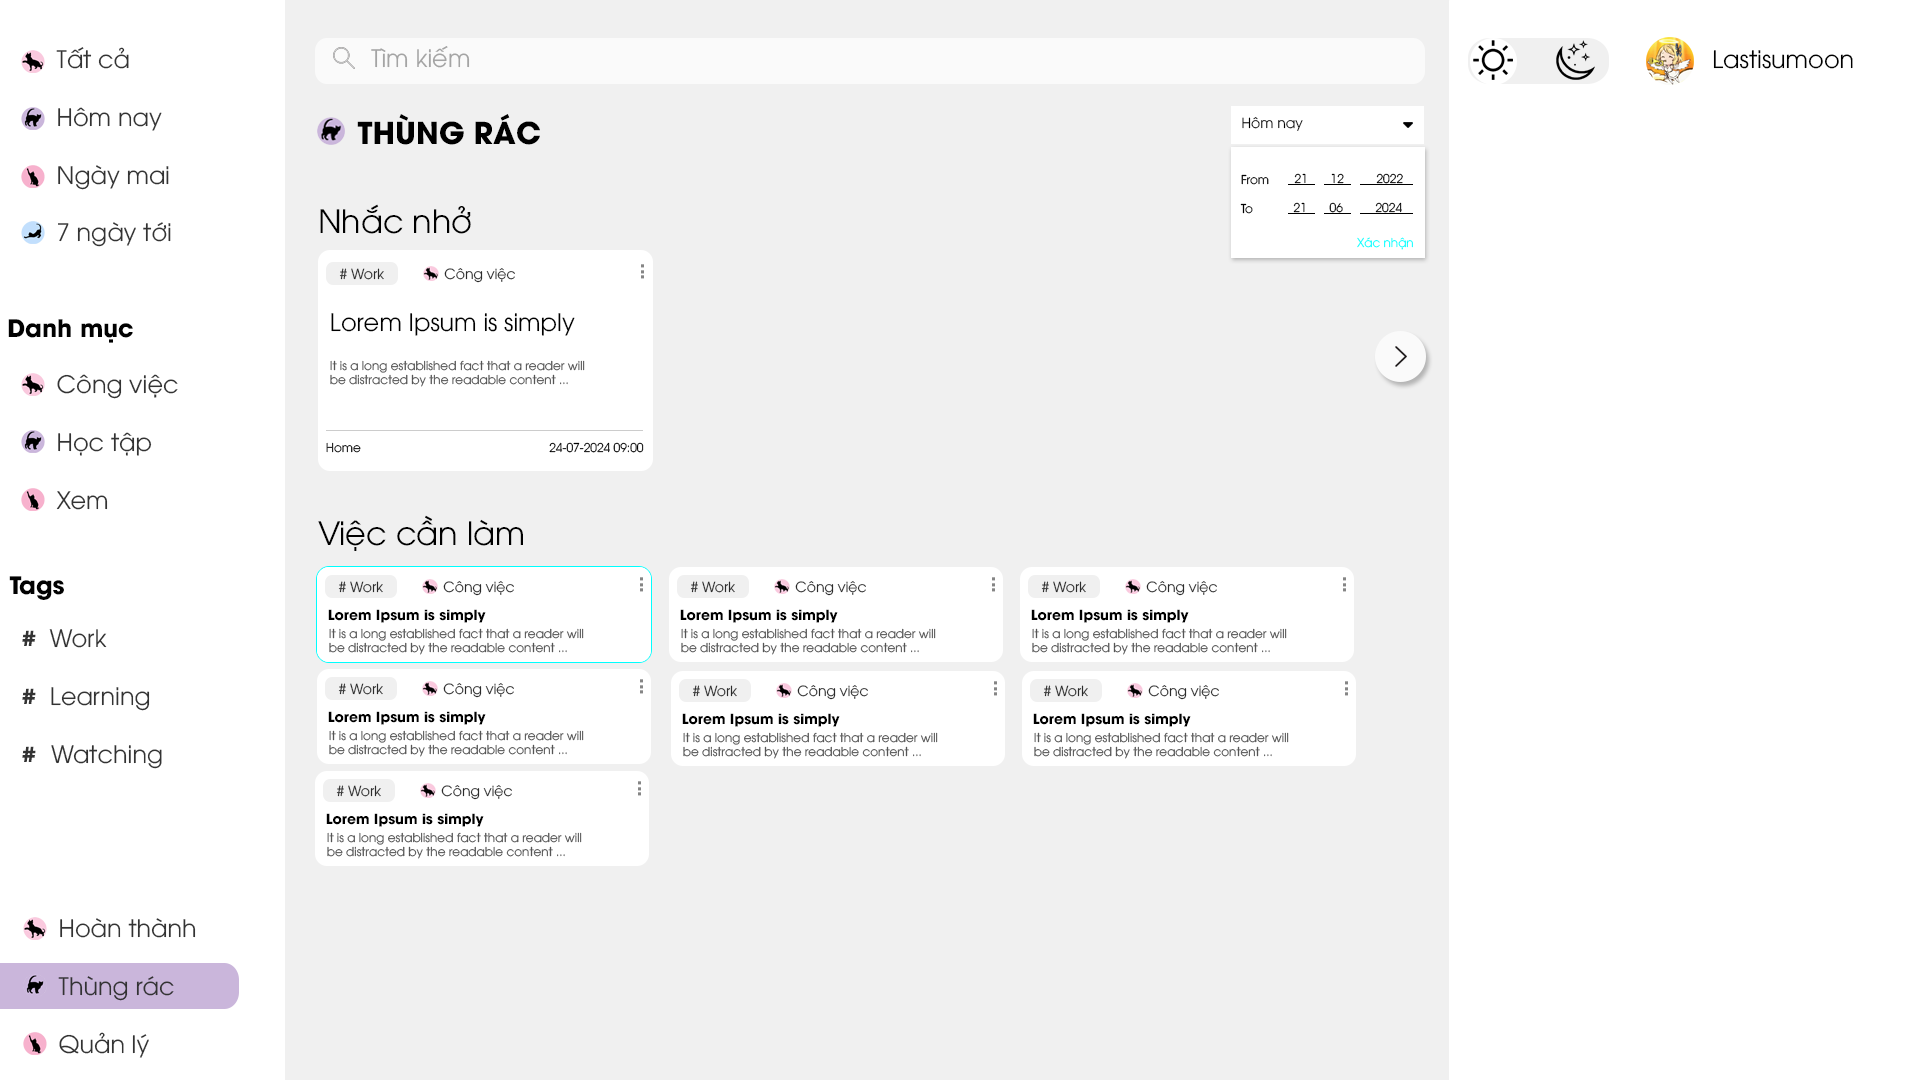 Tất cả
Hôm nay
Ngày mai
7 ngày tới
Danh mục
Công việc
Học tập
Xem
Tags
# Work
# Learning
# Watching
Hoàn thành
Thùng rác
Quản lý
Tìm kiếm
THÙNG RÁC
Hôm nay
From 21 12 2022
To 21 06 2024
Xác nhận
Nhắc nhở
# Work Công việc
Lorem Ipsum is simply
It is a long established fact that a reader will
be distracted by the readable content ...
Home 24-07-2024 09:00
Việc cần làm
# Work Công việc
Lorem Ipsum is simply
It is a long established fact that a reader will
be distracted by the readable content ...
# Work Công việc
Lorem Ipsum is simply
It is a long established fact that a reader will
be distracted by the readable content ...
# Work Công việc
Lorem Ipsum is simply
It is a long established fact that a reader will
be distracted by the readable content ...
# Work Công việc
Lorem Ipsum is simply
It is a long established fact that a reader will
be distracted by the readable content ...
# Work Công việc
Lorem Ipsum is simply
It is a long established fact that a reader will
be distracted by the readable content ...
# Work Công việc
Lorem Ipsum is simply
It is a long established fact that a reader will
be distracted by the readable content ...
# Work Công việc
Lorem Ipsum is simply
It is a long established fact that a reader will
be distracted by the readable content ...
Lastisumoon